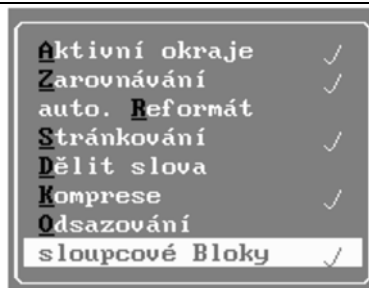 Aktivní okraje ✓
Zarovnávání ✓
auto. Reformát
Stránkování ✓
Dělit slova
Komprese ✓
Odsazování
sloupcové Bloky ✓